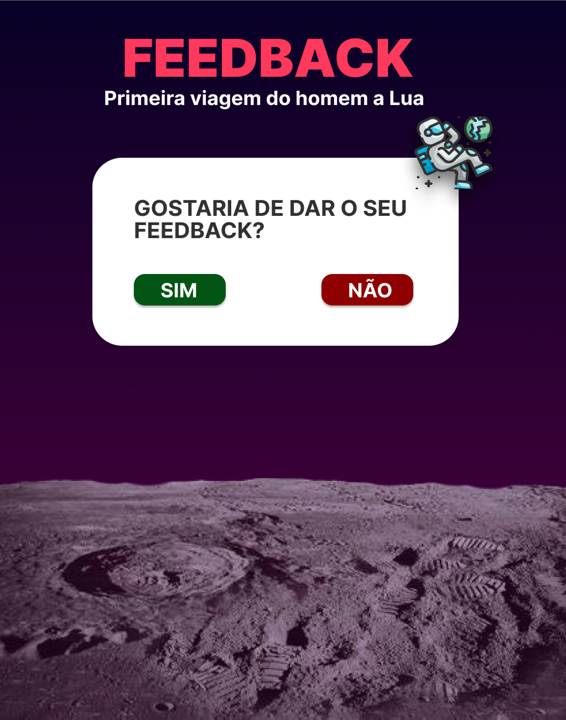 FEEDBACK
Primeira viagem do homem a Lua
GOSTARIA DE DAR O SEU
FEEDBACK?
SIM
NÃO